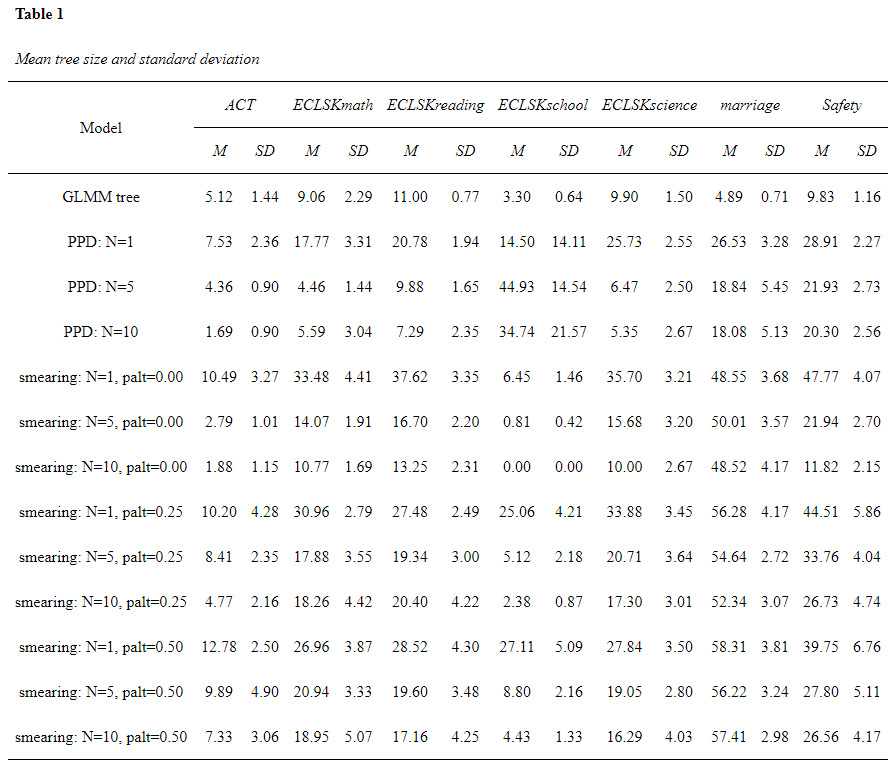 Table 1
Mean tree size and standard deviation
Model ACT ECLSKmath ECLSKreading ECLSKschool ECLSKscience marriage Safety
M SD M SD M SD M SD M SD M SD M SD
GLMM tree 5.12 1.44 9.06 2.29 11.00 0.77 3.30 0.64 9.90 1.50 4.89 0.71 9.83 1.16
PPD: N=1 7.53 2.36 17.77 3.31 20.78 1.94 14.50 14.11 25.73 2.55 26.53 3.28 28.91 2.27
PPD: N=5 4.36 0.90 4.46 1.44 9.88 1.65 44.93 14.54 6.47 2.50 18.84 5.45 21.93 2.73
PPD: N=10 1.69 0.90 5.59 3.04 7.29 2.35 34.74 21.57 5.35 2.67 18.08 5.13 20.30 2.56
smearing: N=1, palt=0.00 10.49 3.27 33.48 4.41 37.62 3.35 6.45 1.46 35.70 3.21 48.55 3.68 47.77 4.07
smearing: N=5, palt=0.00 2.79 1.01 14.07 1.91 16.70 2.20 0.81 0.42 15.68 3.20 50.01 3.57 21.94 2.70
smearing: N=10, palt=0.00 1.88 1.15 10.77 1.69 13.25 2.31 0.00 0.00 10.00 2.67 48.52 4.17 11.82 2.15
smearing: N=1, palt=0.25 10.20 4.28 30.96 2.79 27.48 2.49 25.06 4.21 33.88 3.45 56.28 4.17 44.51 5.86
smearing: N=5, palt=0.25 8.41 2.35 17.88 3.55 19.34 3.00 5.12 2.18 20.71 3.64 54.64 2.72 33.76 4.04
smearing: N=10, palt=0.25 4.77 2.16 18.26 4.42 20.40 4.22 2.38 0.87 17.30 3.01 52.34 3.07 26.73 4.74
smearing: N=1, palt=0.50 12.78 2.50 26.96 3.87 28.52 4.30 27.11 5.09 27.84 3.50 58.31 3.81 39.75 6.76
smearing: N=5, palt=0.50 9.89 4.90 20.94 3.33 19.60 3.48 8.80 2.16 19.05 2.80 56.22 3.24 27.80 5.11
smearing: N=10, palt=0.50 7.33 3.06 18.95 5.07 17.16 4.25 4.43 1.33 16.29 4.03 57.41 2.98 26.56 4.17